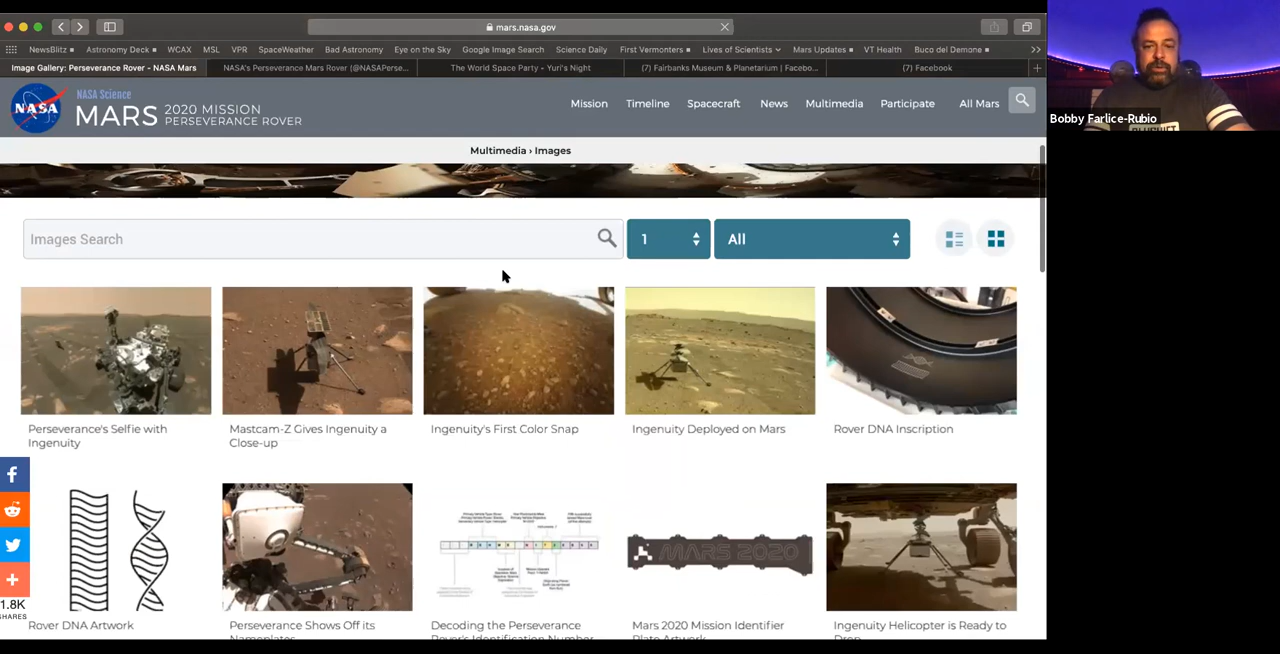 mars.nasa.gov
NewsBlitz Astronomy Deck WCAX MSL VPR SpaceWeather Bad Astronomy Eye on the Sky Google Image Search Science Daily First Vermonters Lives of Scientists Mars Updates VT Health Buco del Demone
Image Gallery: Perseverance Rover - NASA Mars
NASA's Perseverance Mars Rover (@NASAPerse...
The World Space Party - Yuri's Night
(7) Fairbanks Museum & Planetarium | Facebo...
(7) Facebook
NASA
NASA Science
MARS
2020 MISSION
PERSEVERANCE ROVER
Mission Timeline Spacecraft News Multimedia Participate All Mars
Bobby Farlice-Rubio
Multimedia › Images
Images Search
1
All
Perseverance's Selfie with
Ingenuity
Mastcam-Z Gives Ingenuity a
Close-up
Ingenuity's First Color Snap
Ingenuity Deployed on Mars
Rover DNA Inscription
MARS 2020
1.8K
SHARES
Rover DNA Artwork
Perseverance Shows Off its
Nameplates
Decoding the Perseverance
Rover's Identification Number
Mars 2020 Mission Identifier
Plate Artwork
Ingenuity Helicopter is Ready to
Drop